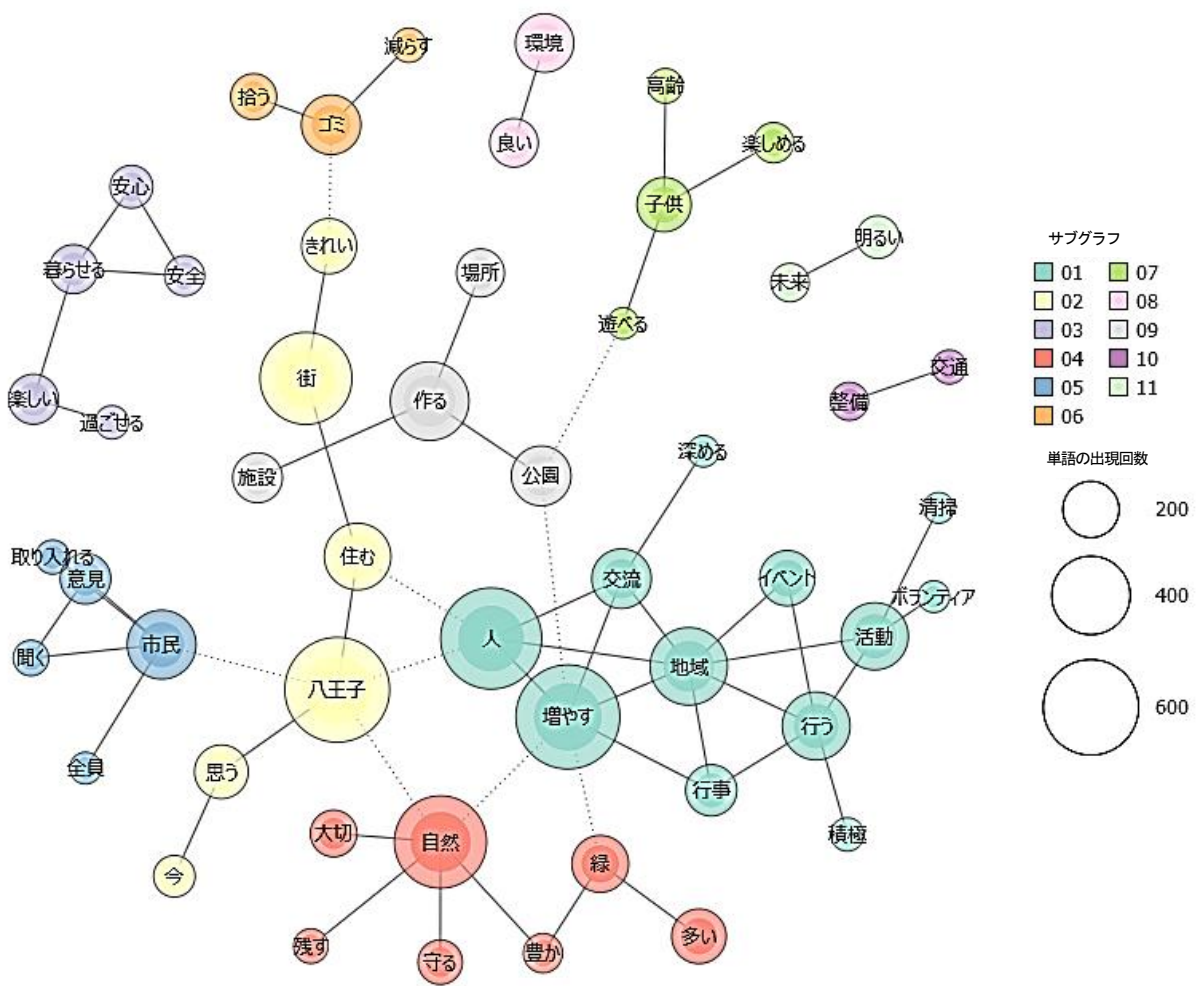 減らす
環境
拾う
ゴミ
高齢
良い
楽しめる
安心
子供
きれい
明るい
サブグラフ
暮らせる
安全
場所
未来
01
07
02
08
遊べる
03
09
04
10
街
交通
05
11
作る
整備
06
楽しい
過ごせる
深める
単語の出現回数
施設
公園
清掃
200
取り入れる
住む
意見
交流
イベント
ボランティア
400
人
活動
市民
聞く
地域
八王子
増やす
行う
600
全員
思う
行事
大切
自然
積極
今
緑
残す
守る
豊か
多い